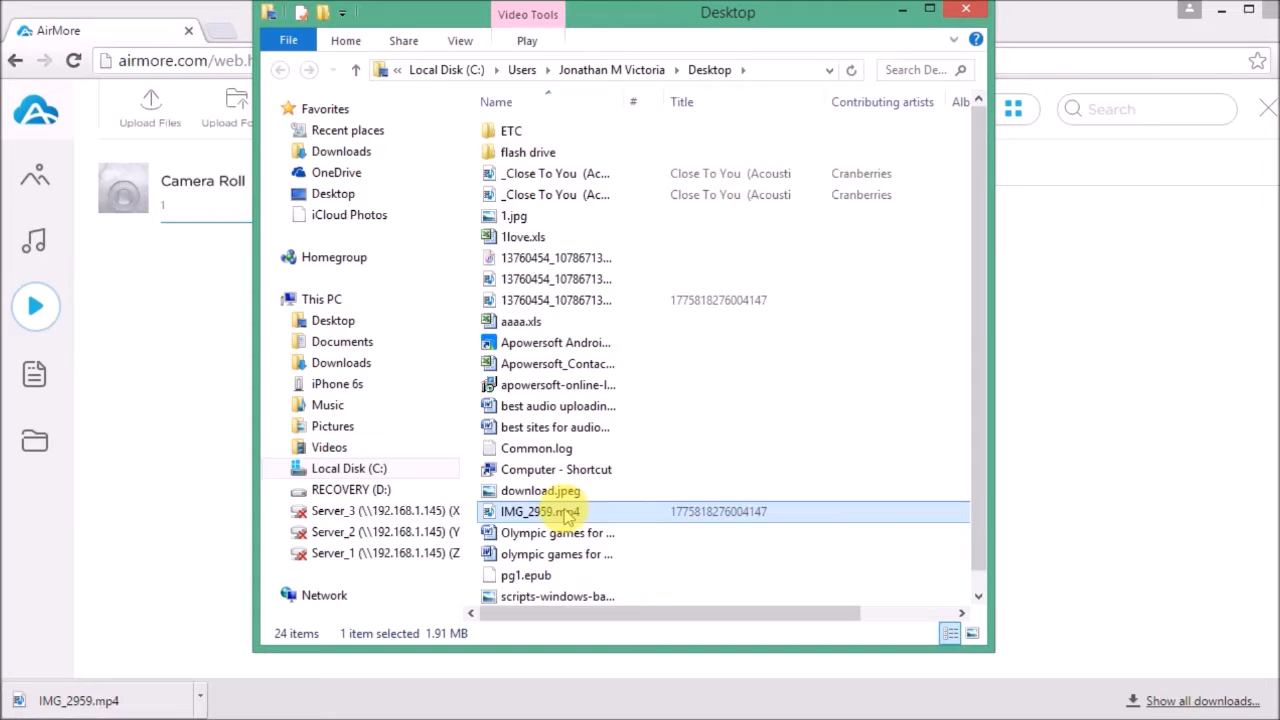 Video Tools
Desktop
AirMore
File
Home
Share
View
Play
airmore.com/web.h
Local Disk (C:)
Users
Jonathan M Victoria
Desktop
Search De...
Upload Files
Upload Fo
Search
Camera Roll
1
Favorites
Recent places
Downloads
OneDrive
Desktop
iCloud Photos
Homegroup
This PC
Desktop
Documents
Downloads
iPhone 6s
Music
Pictures
Videos
Local Disk (C:)
RECOVERY (D:)
Server_3 (\\192.168.1.145) (X
Server_2 (\\192.168.1.145) (Y
Server_1 (\\192.168.1.145) (Z
Network
Name # Title Contributing artists Alb
ETC
flash drive
_Close To You (Ac... Close To You (Acousti Cranberries
_Close To You (Ac... Close To You (Acousti Cranberries
1.jpg
1love.xls
13760454_10786713...
13760454_10786713...
13760454_10786713... 1775818276004147
aaaa.xls
Apowersoft Androi...
Apowersoft_Contac...
apowersoft-online-l...
best audio uploadin...
best sites for audio...
Common.log
Computer - Shortcut
download.jpeg
IMG_2959.mp4 1775818276004147
Olympic games for ...
olympic games for ...
pg1.epub
scripts-windows-ba...
24 items 1 item selected 1.91 MB
IMG_2959.mp4
Show all downloads...